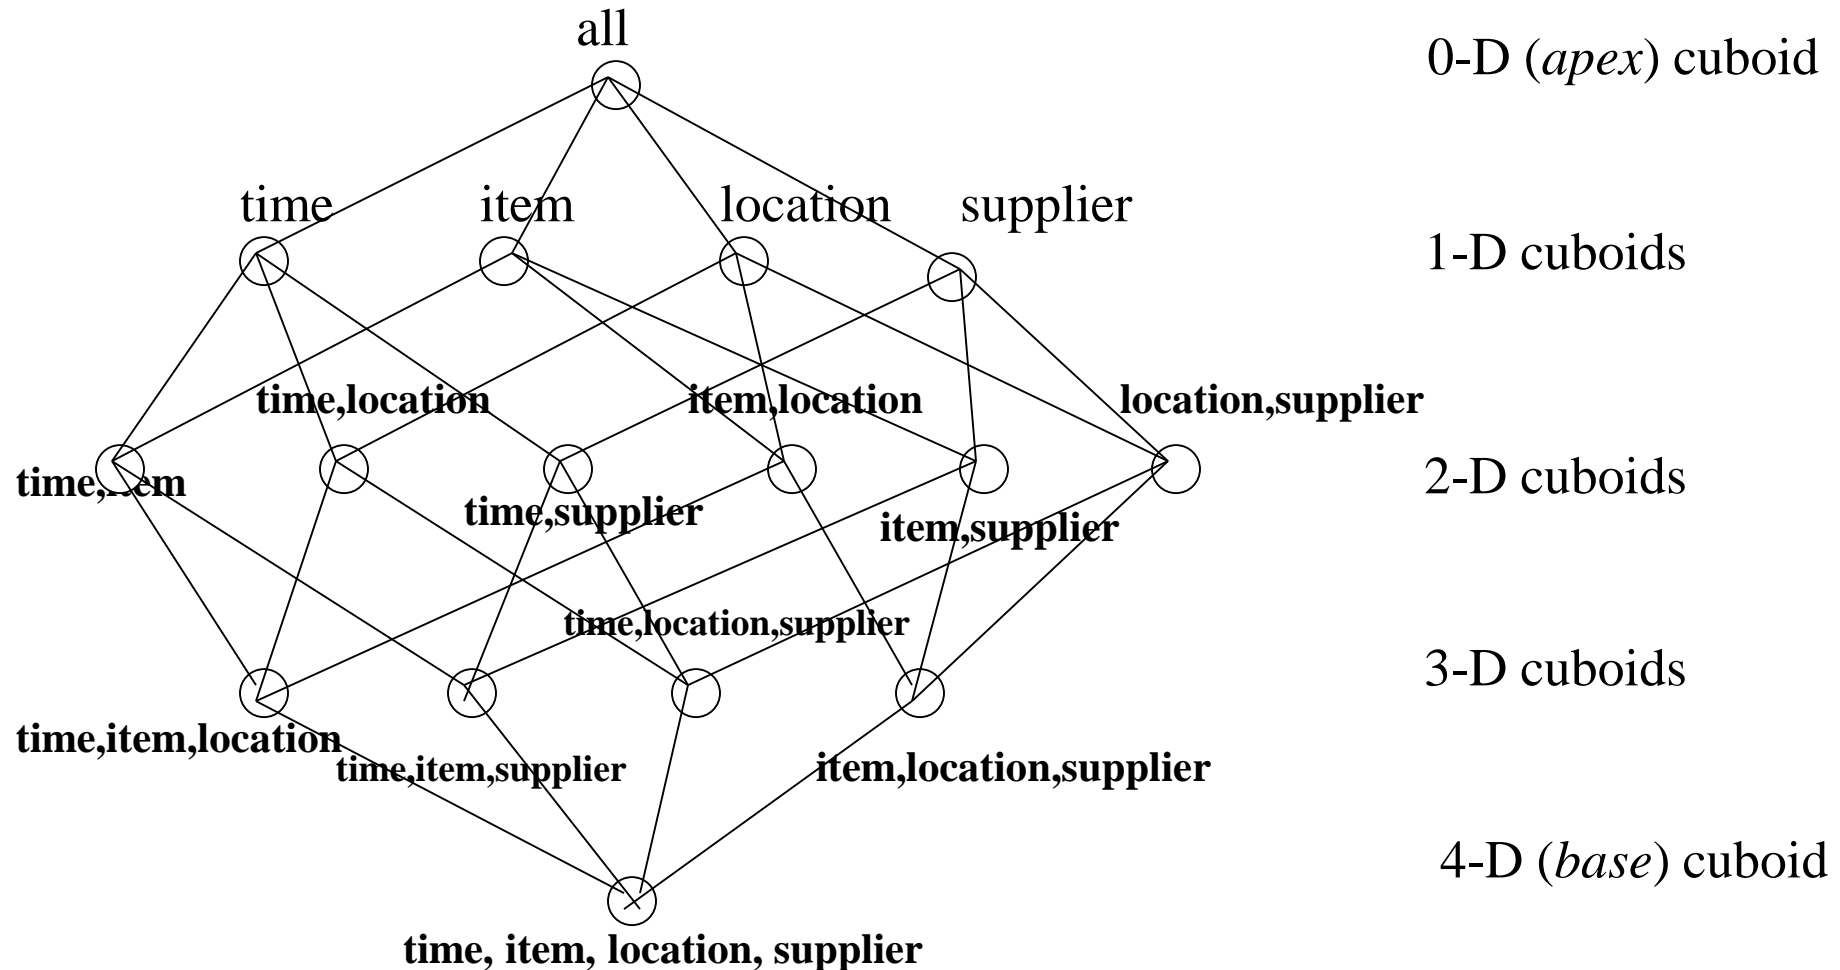 all
0-D (apex) cuboid
time
item
location
supplier
1-D cuboids
time,location
item,location
location,supplier
time,item
2-D cuboids
time,supplier
item,supplier
time,location,supplier
3-D cuboids
time,item,location
time,item,supplier
item,location,supplier
4-D (base) cuboid
time, item, location, supplier